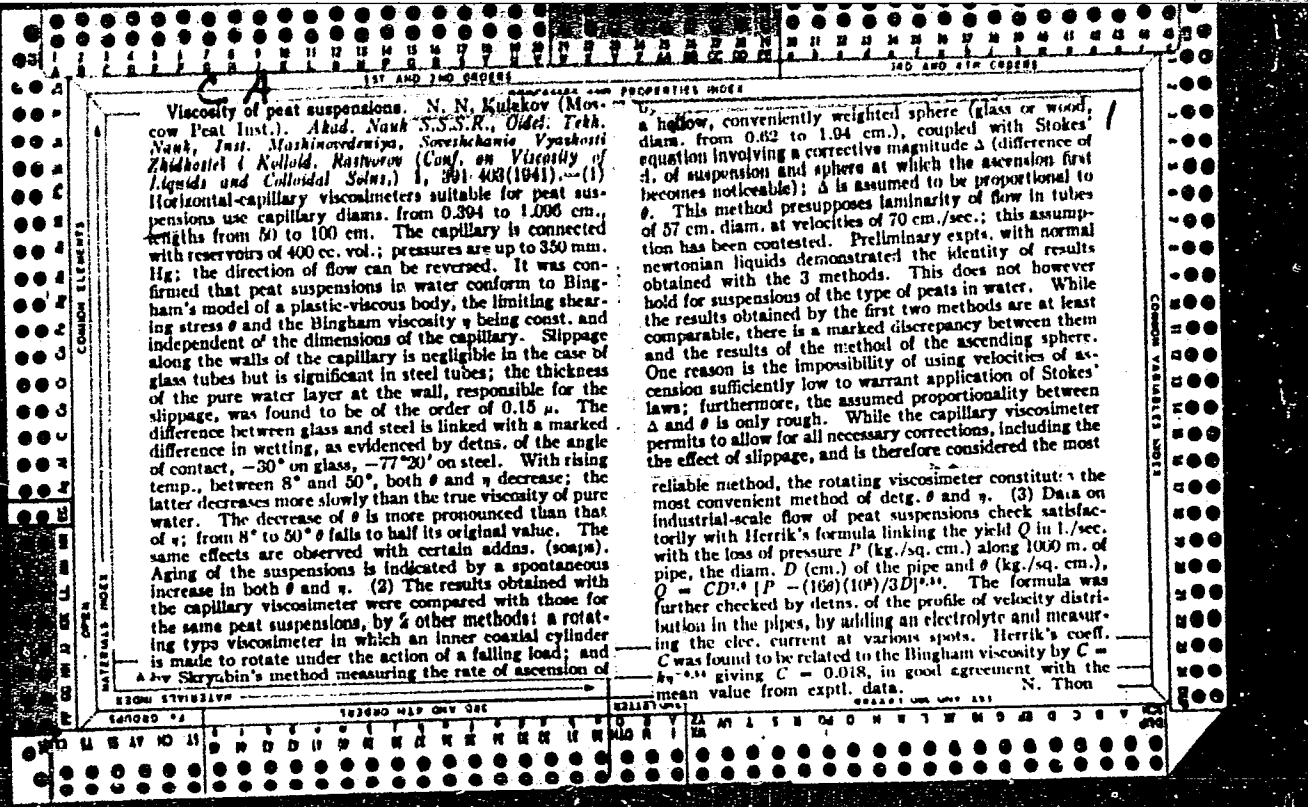 C A
1ST AND 2ND ORDERS
3RD AND 4TH ORDERS
PROPERTIES INDEX
Viscosity of peat suspensions. N. N. Kulakov (Mos-
cow Peat Inst.). Akad. Nauk S.S.S.R., Otdel. Tekh.
Nauk, Inst. Mashinovedeniya, Soveshchanie Vyazkosti
Zhidkostei i Kolloid. Rastvorov (Conf. on Viscosity of
Liquids and Colloidal Solns.) 1, 391-403(1941).—(1)
Horizontal-capillary viscosimeters suitable for peat sus-
pensions use capillary diams. from 0.394 to 1.096 cm.,
lengths from 50 to 100 cm. The capillary is connected
with reservoirs of 400 cc. vol.; pressures are up to 350 mm.
Hg; the direction of flow can be reversed. It was con-
firmed that peat suspensions in water conform to Bing-
ham's model of a plastic-viscous body, the limiting shear-
ing stress θ and the Bingham viscosity η being const. and
independent of the dimensions of the capillary. Slippage
along the walls of the capillary is negligible in the case of
glass tubes but is significant in steel tubes; the thickness
of the pure water layer at the wall, responsible for the
slippage, was found to be of the order of 0.15 μ. The
difference between glass and steel is linked with a marked
difference in wetting, as evidenced by detns. of the angle
of contact, −30° on glass, −77°20′ on steel. With rising
temp., between 8° and 50°, both θ and η decrease; the
latter decreases more slowly than the true viscosity of pure
water. The decrease of θ is more pronounced than that
of η; from 8° to 50° θ falls to half its original value. The
same effects are observed with certain addns. (soaps).
Aging of the suspensions is indicated by a spontaneous
increase in both θ and η. (2) The results obtained with
the capillary viscosimeter were compared with those for
the same peat suspensions, by 2 other methods: a rotat-
ing type viscosimeter in which an inner coaxial cylinder
is made to rotate under the action of a falling load; and
by Skryabin's method measuring the rate of ascension of
a hollow, conveniently weighted sphere (glass or wood,
diam. from 0.62 to 1.04 cm.), coupled with Stokes'
equation involving a corrective magnitude Δ (difference of
d. of suspension and sphere at which the ascension first
becomes noticeable); Δ is assumed to be proportional to
θ. This method presupposes laminarity of flow in tubes
of 57 cm. diam. at velocities of 70 cm./sec.; this assump-
tion has been contested. Preliminary expts. with normal
newtonian liquids demonstrated the identity of results
obtained with the 3 methods. This does not however
hold for suspensions of the type of peats in water. While
the results obtained by the first two methods are at least
comparable, there is a marked discrepancy between them
and the results of the method of the ascending sphere.
One reason is the impossibility of using velocities of as-
cension sufficiently low to warrant application of Stokes'
laws; furthermore, the assumed proportionality between
Δ and θ is only rough. While the capillary viscosimeter
permits to allow for all necessary corrections, including the
the effect of slippage, and is therefore considered the most
reliable method, the rotating viscosimeter constitutes the
most convenient method of detg. θ and η. (3) Data on
industrial-scale flow of peat suspensions check satisfac-
torily with Herrik's formula linking the yield Q in l./sec.
with the loss of pressure P (kg./sq. cm.) along 1000 m. of
pipe, the diam. D (cm.) of the pipe and θ (kg./sq. cm.),
The formula was
further checked by detns. of the profile of velocity distri-
bution in the pipes, by adding an electrolyte and measur-
ing the elec. current at various spots. Herrik's coeff.
C was found to be related to the Bingham viscosity by C =
giving C = 0.018, in good agreement with the
mean value from exptl. data. N. Thon
COMMON ELEMENTS
COMMON VARIABLES INDEX
OPEN
MATERIALS INDEX
MATERIALS INDEX
3RD AND 4TH ORDERS
GROUPS